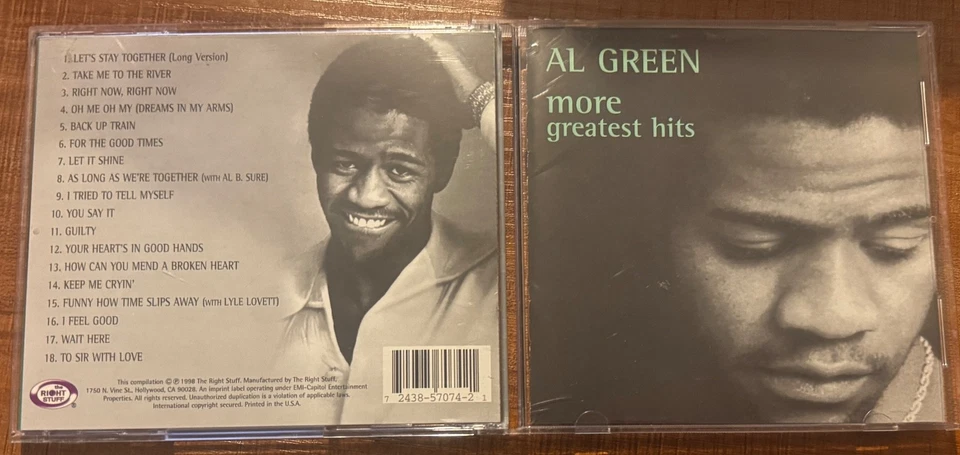 1. LET'S STAY TOGETHER (Long Version)
2. TAKE ME TO THE RIVER
3. RIGHT NOW, RIGHT NOW
4. OH ME OH MY (DREAMS IN MY ARMS)
5. BACK UP TRAIN
6. FOR THE GOOD TIMES
7. LET IT SHINE
8. AS LONG AS WE'RE TOGETHER (WITH AL B. SURE)
9. I TRIED TO TELL MYSELF
10. YOU SAY IT
11. GUILTY
12. YOUR HEART'S IN GOOD HANDS
13. HOW CAN YOU MEND A BROKEN HEART
14. KEEP ME CRYIN'
15. FUNNY HOW TIME SLIPS AWAY (WITH LYLE LOVETT)
16. I FEEL GOOD
17. WAIT HERE
18. TO SIR WITH LOVE
the
RIGHT
STUFF
®
This compilation © ℗ 1998 The Right Stuff. Manufactured by The Right Stuff.
1750 N. Vine St., Hollywood, CA 90028. An imprint label operating under EMI-Capitol Entertainment
Properties. All rights reserved. Unauthorized duplication is a violation of applicable laws.
International copyright secured. Printed in the U.S.A.
7 2438-57074-2 1
AL GREEN
more
greatest hits